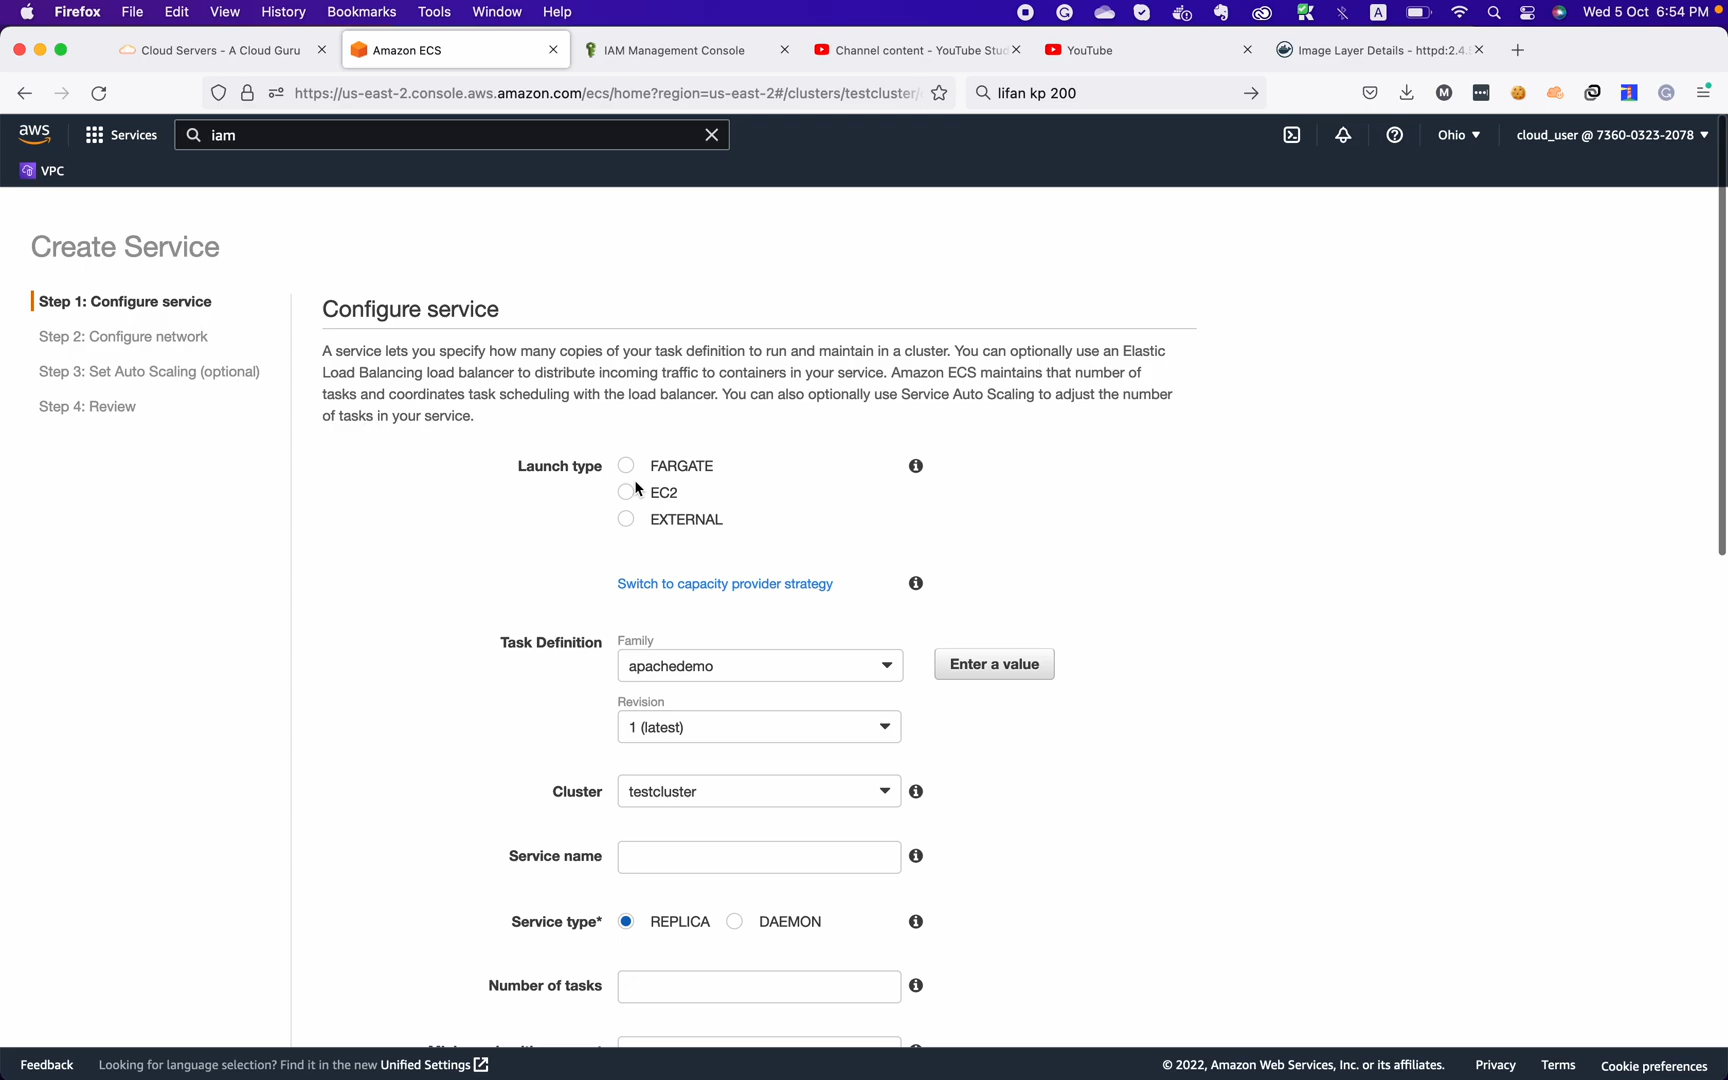 Firefox File Edit View History Bookmarks Tools Window Help A Wed 5 Oct 6:54 PM
Cloud Servers - A Cloud Guru Amazon ECS IAM Management Console Channel content - YouTube Stud YouTube Image Layer Details - httpd:2.4.
https://us-east-2.console.aws.amazon.com/ecs/home?region=us-east-2#/clusters/testcluster/ lifan kp 200
aws Services iam Ohio cloud_user @ 7360-0323-2078
VPC
Create Service
Step 1: Configure service
Step 2: Configure network
Step 3: Set Auto Scaling (optional)
Step 4: Review
Configure service
A service lets you specify how many copies of your task definition to run and maintain in a cluster. You can optionally use an Elastic
Load Balancing load balancer to distribute incoming traffic to containers in your service. Amazon ECS maintains that number of
tasks and coordinates task scheduling with the load balancer. You can also optionally use Service Auto Scaling to adjust the number
of tasks in your service.
Launch type FARGATE
EC2
EXTERNAL
Switch to capacity provider strategy
Task Definition Family
apachedemo Enter a value
Revision
1 (latest)
Cluster testcluster
Service name
Service type* REPLICA DAEMON
Number of tasks
Feedback Looking for language selection? Find it in the new Unified Settings © 2022, Amazon Web Services, Inc. or its affiliates. Privacy Terms Cookie preferences